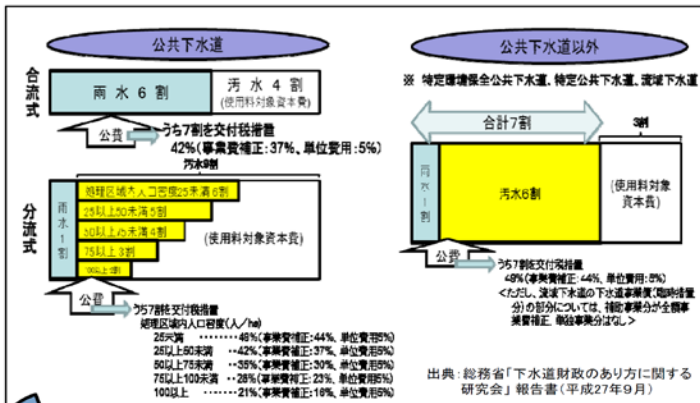 公共下水道
合流式
雨水6割
汚水4割
(使用料対象資本費)
公費
うち7割を交付税措置
42%(事業費補正:37%、単位費用:5%)
汚水9割
分流式
雨水1割
処理区域内人口密度25未満6割
25以上50未満5割
50以上75未満4割
75以上3割
100以上2割
(使用料対象資本費)
公費
うち7割を交付税措置
処理区域内人口密度(人/ha)
25未満 ………49%(事業費補正:44%、単位費用5%)
25以上50未満 ‥42%(事業費補正:37%、単位費用5%)
50以上75未満 ‥35%(事業費補正:30%、単位費用5%)
75以上100未満 ‥28%(事業費補正:23%、単位費用5%)
100以上 ……21%(事業費補正:16%、単位費用5%)
公共下水道以外
※ 特定環境保全公共下水道、特定公共下水道、流域下水道
合計7割
3割
雨水1割
汚水6割
(使用料対象資本費)
公費
うち7割を交付税措置
49%(事業費補正:44%、単位費用:5%)
<ただし、流域下水の下水道事業債(臨時措置
分)の部分については、補助事業分が全額事
業費補正、単独事業分はなし>
出典:総務省「下水道財政のあり方に関する
研究会」報告書(平成27年9月)